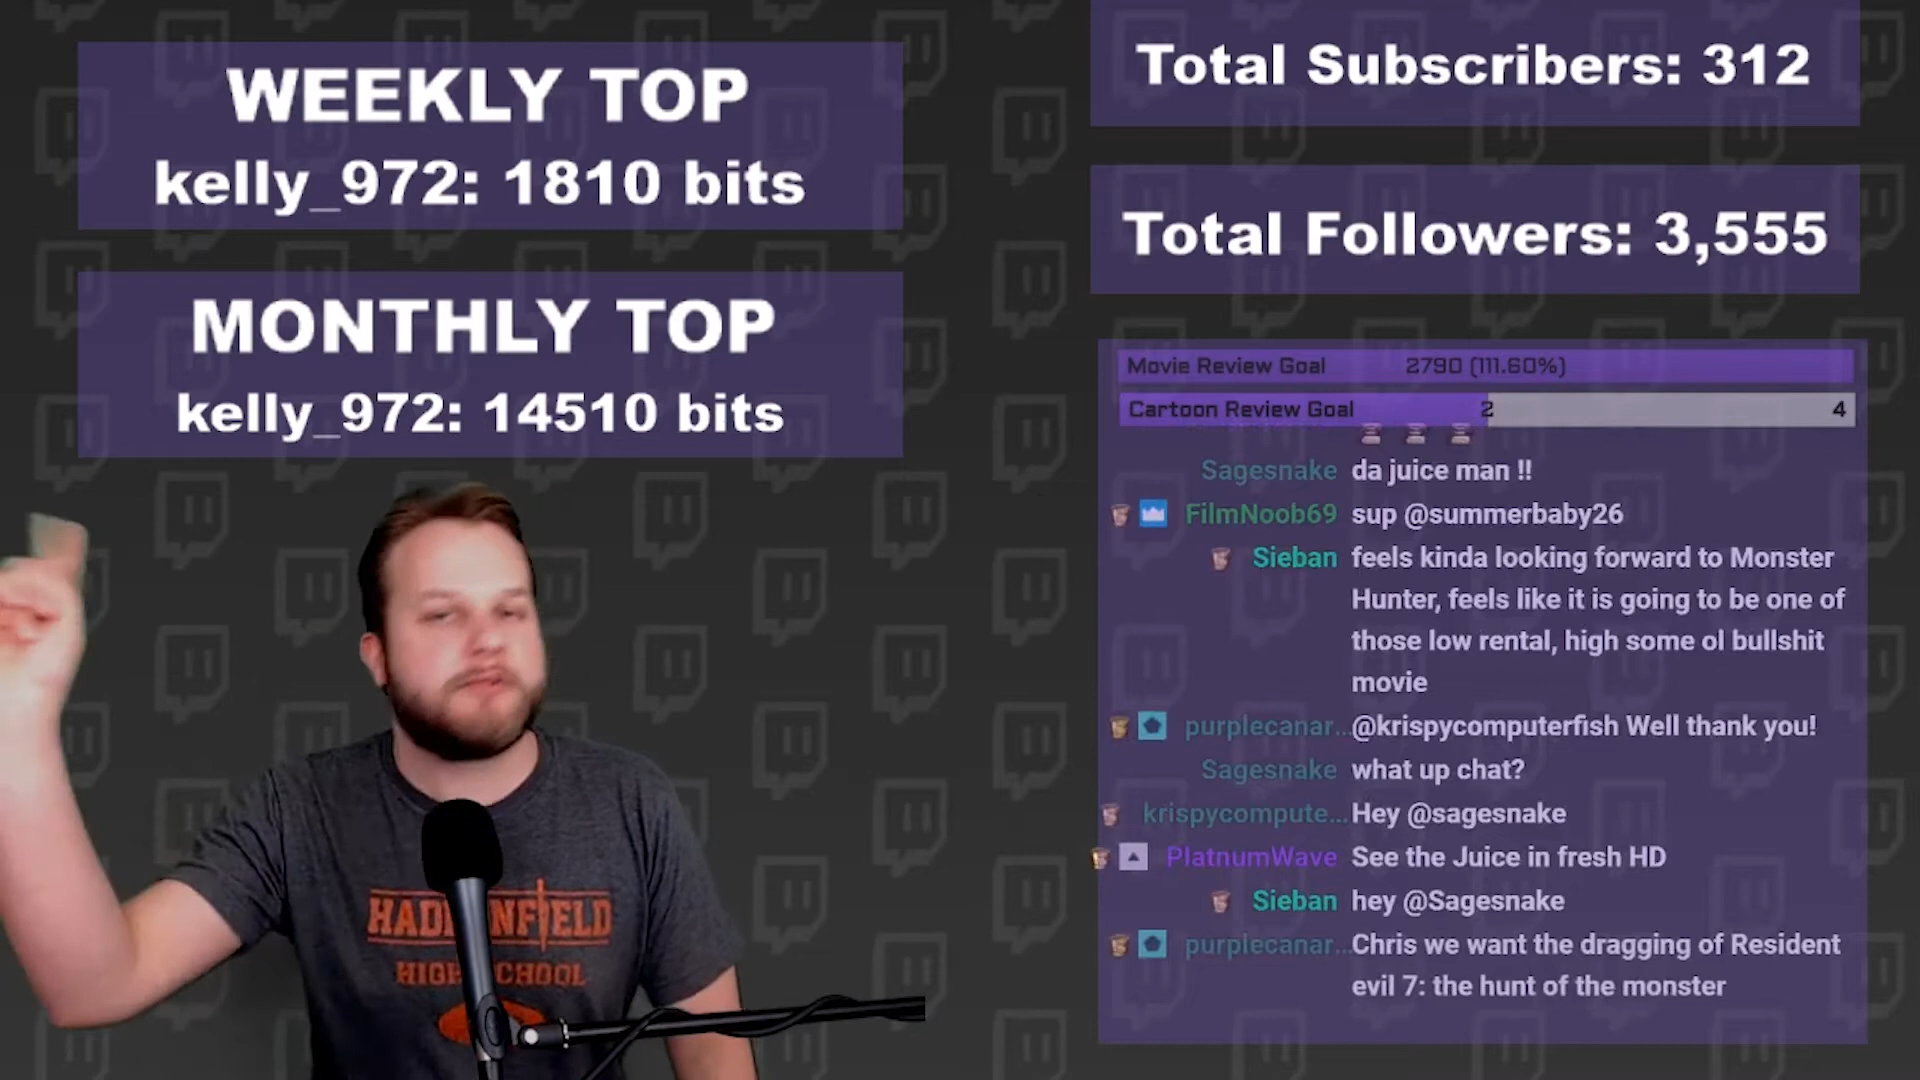 WEEKLY TOP
kelly_972: 1810 bits
MONTHLY TOP
kelly_972: 14510 bits
Total Subscribers: 312
Total Followers: 3,555
Movie Review Goal 2790 (111.60%)
Cartoon Review Goal 2 4
Sagesnake da juice man !!
FilmNoob69 sup @summerbaby26
Sieban feels kinda looking forward to Monster
Hunter, feels like it is going to be one of
those low rental, high some ol bullshit
movie
purplecanar... @krispycomputerfish Well thank you!
Sagesnake what up chat?
krispycompute... Hey @sagesnake
PlatnumWave See the Juice in fresh HD
Sieban hey @Sagesnake
purplecanar... Chris we want the dragging of Resident
evil 7: the hunt of the monster
HIGH SCHOOL